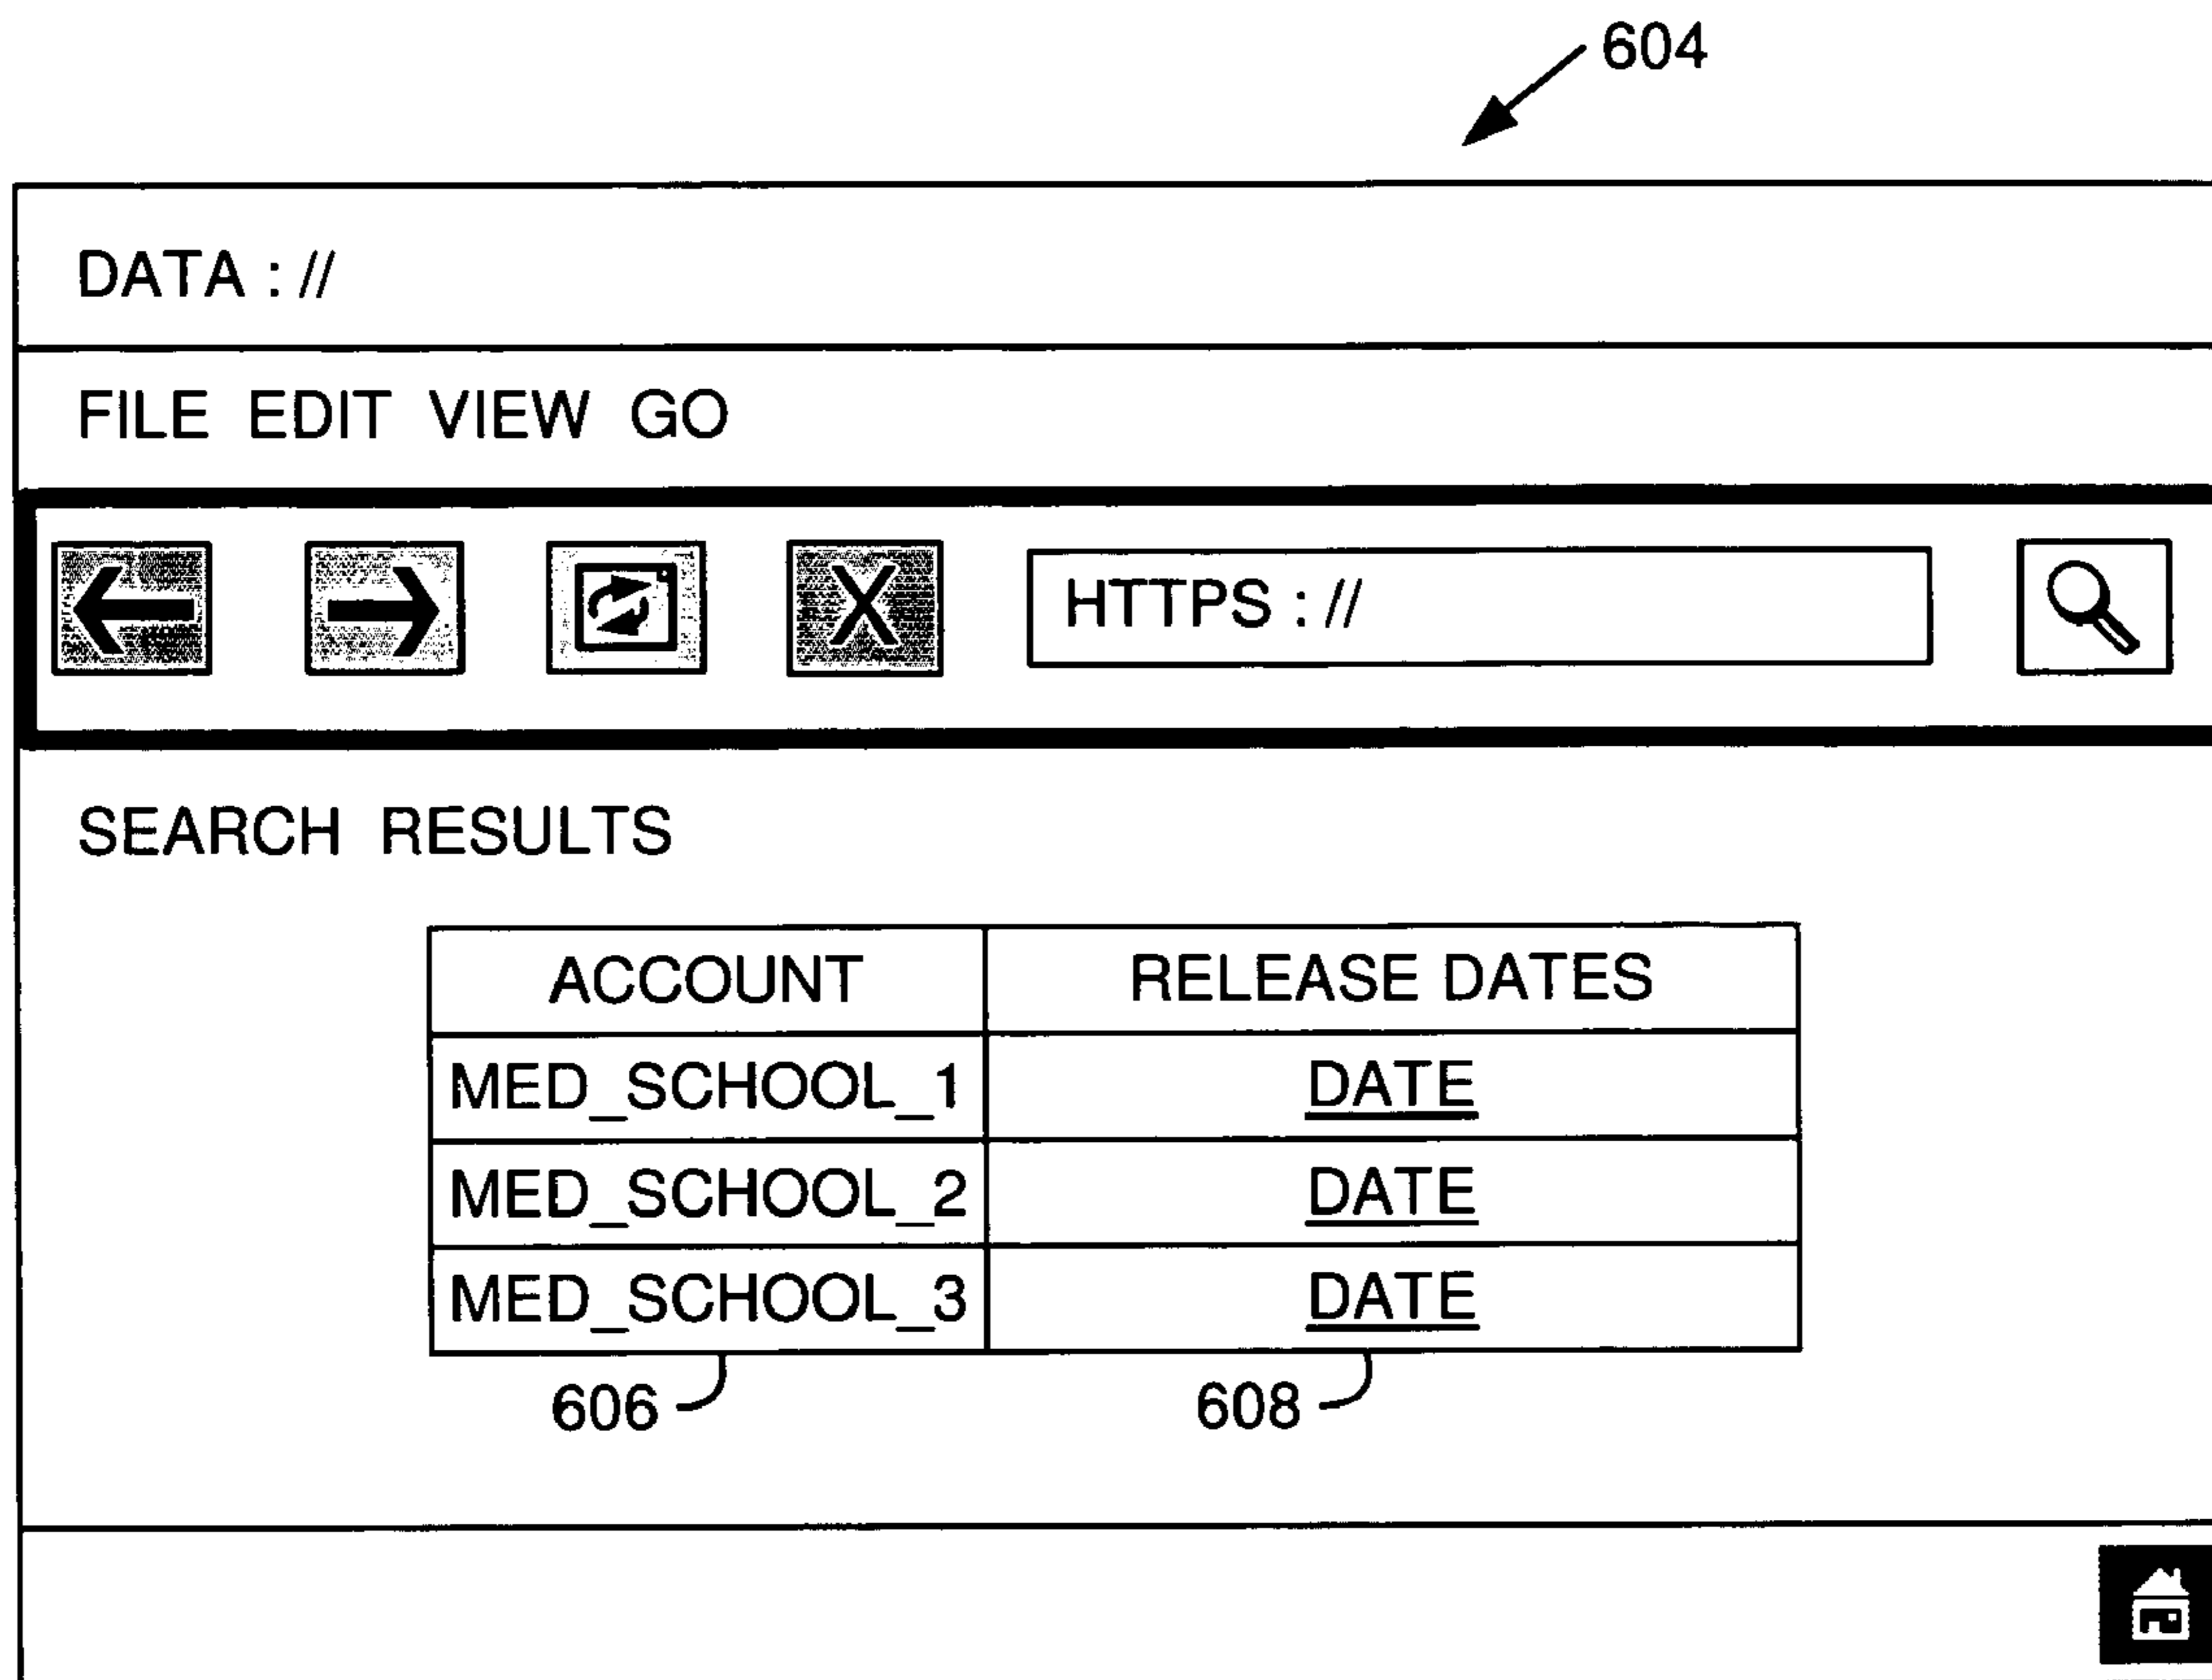 604
DATA : //
FILE EDIT VIEW GO
X HTTPS : //
SEARCH RESULTS
ACCOUNT RELEASE DATES
MED_SCHOOL_1 DATE
MED_SCHOOL_2 DATE
MED_SCHOOL_3 DATE
606 608